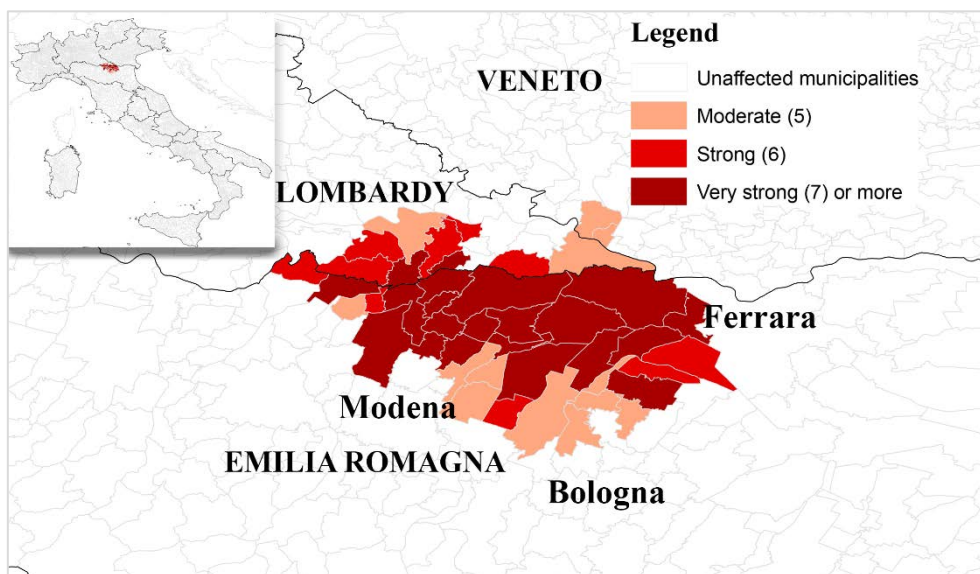 Legend
VENETO
Unaffected municipalities
Moderate (5)
Strong (6)
Very strong (7) or more
LOMBARDY
Ferrara
Modena
EMILIA ROMAGNA
Bologna